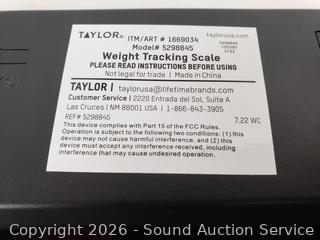 TAYLOR® ITM/ART # 1669034
taylorusa.com
Model# 5298845
5298845
105390
3122
Weight Tracking Scale
PLEASE READ INSTRUCTIONS BEFORE USING
Not legal for trade | Made in China
TAYLOR | taylorusa@lifetimebrands.com
Customer Service | 2220 Entrada del Sol, Suite A
Las Cruces | NM 88001 USA | 1-866-843-3905
REF# 5298845
7.22 WC
This device complies with Part 15 of the FCC Rules.
Operation is subject to the following two conditions: (1) this
device may not cause harmful interference, and (2) this
device must accept any interference received, including
interference that may cause undesired operation.
Copyright 2026 - Sound Auction Service